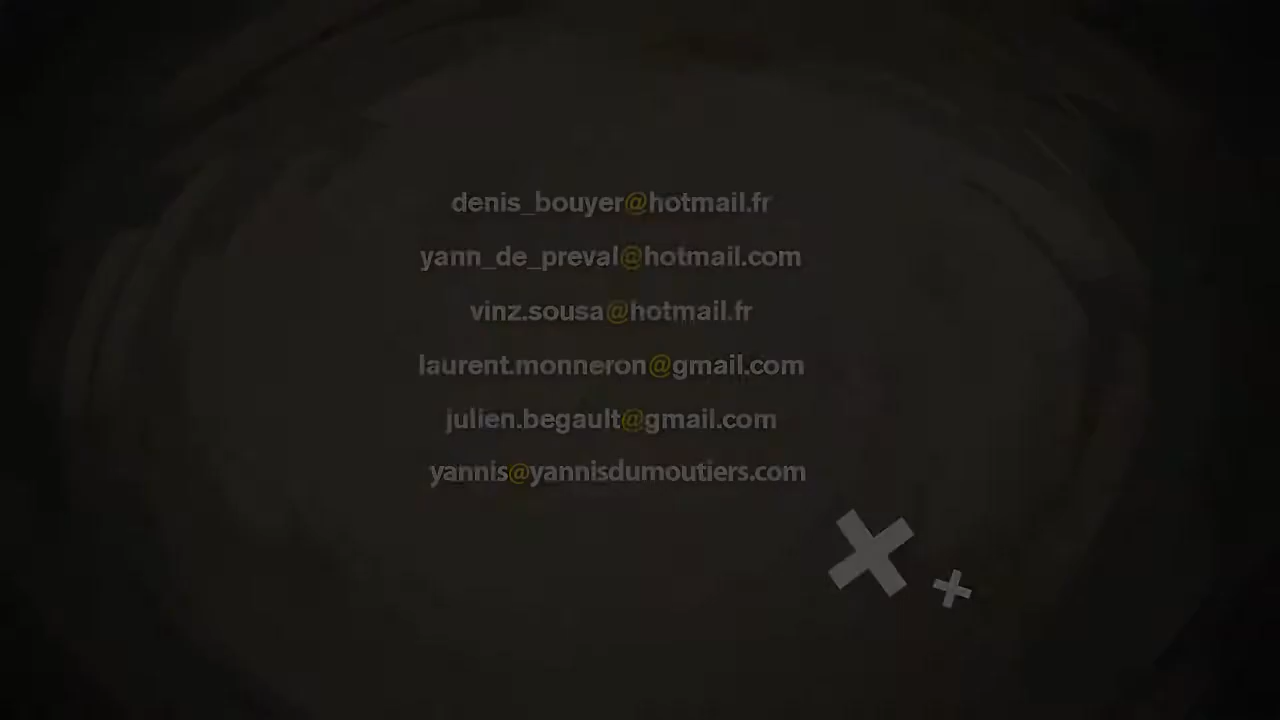 denis_bouyer@hotmail.fr
yann_de_preval@hotmail.com
vinz.sousa@hotmail.fr
laurent.monneron@gmail.com
julien.begault@gmail.com
yannis@yannisdumoutiers.com